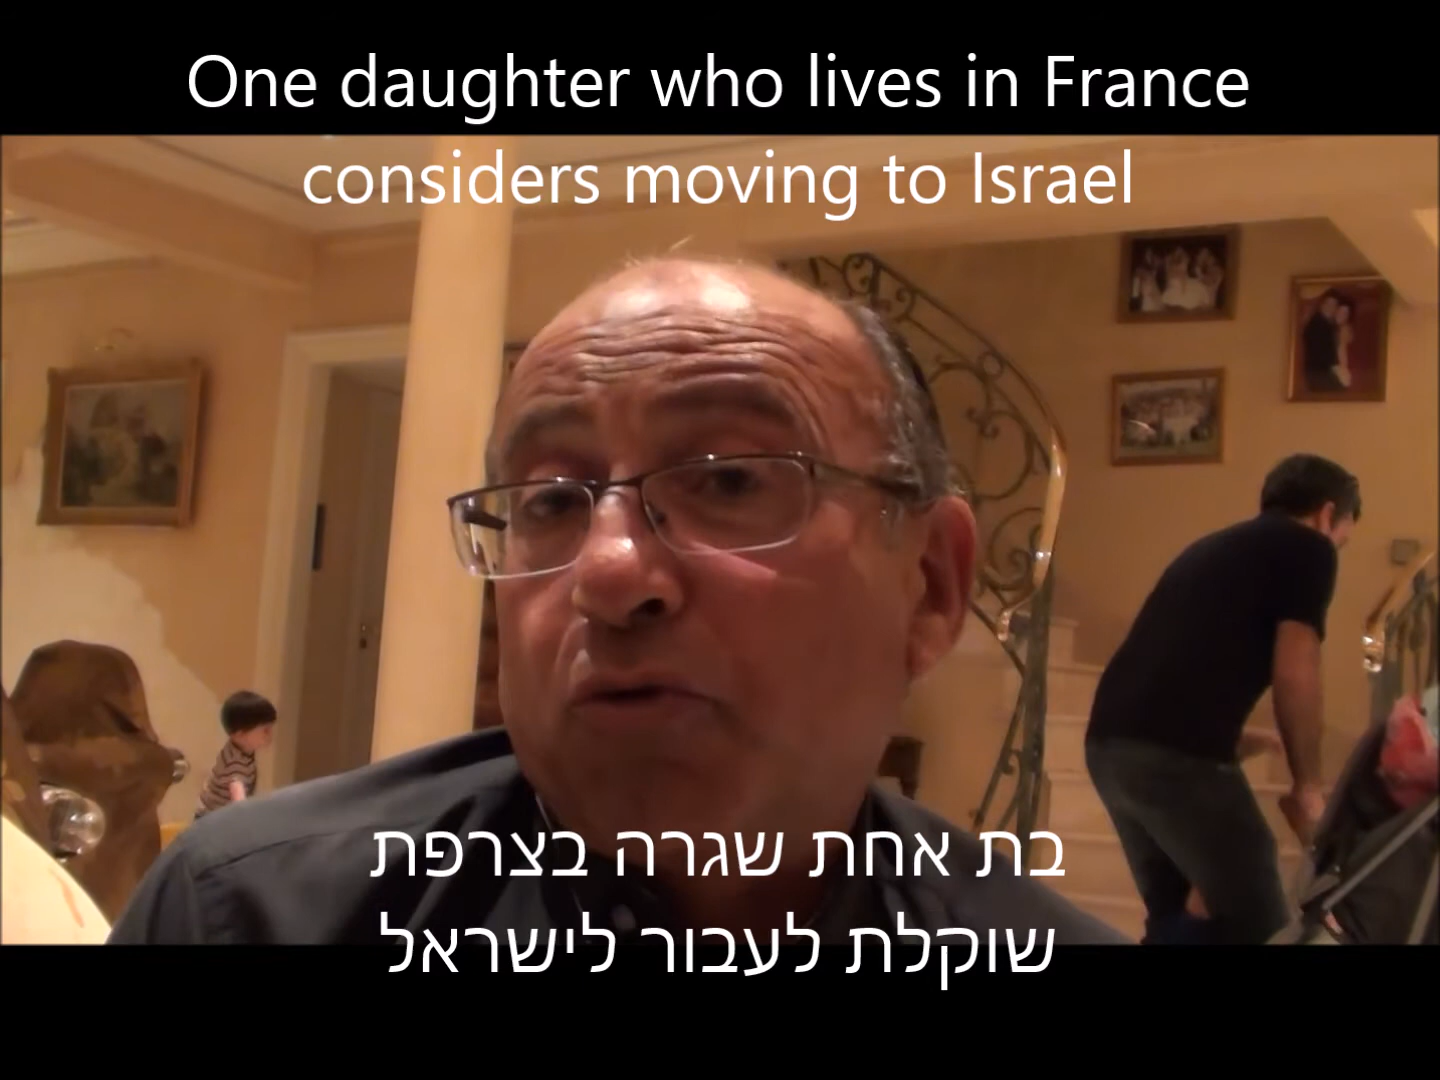 One daughter who lives in France
considers moving to Israel
בת אחת שגרה בצרפת
שוקלת לעבור לישראל